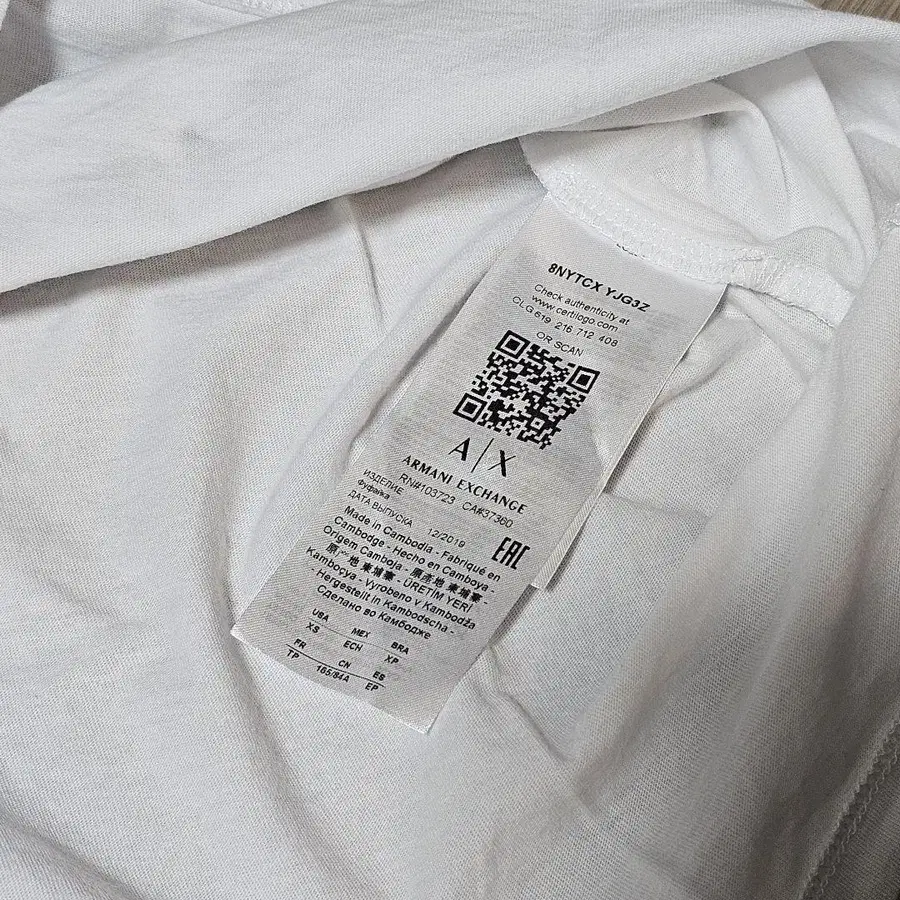 8NYTCX YJG3Z
Check authenticity at
www.certilogo.com
CLG 619 216 712 408
OR SCAN
A|X
ARMANI EXCHANGE
RN#103723 CA#37360
ИЗДЕЛИЕ
Фуфайка
ДАТА ВЫПУСКА 12/2019
EAC
Made in Cambodia - Fabriqué en
Cambodge - Hecho en Camboya -
Origem Camboja - 原產地 柬埔寨 -
原产地 柬埔寨 - ÜRETİM YERİ
Kamboçya - Vyrobeno v Kambodža
- Hergestellt in Kambodscha -
Сделано во Камбодже
USA MEX BRA
XS ECH XP
FR CN ES
TP 165/84A EP